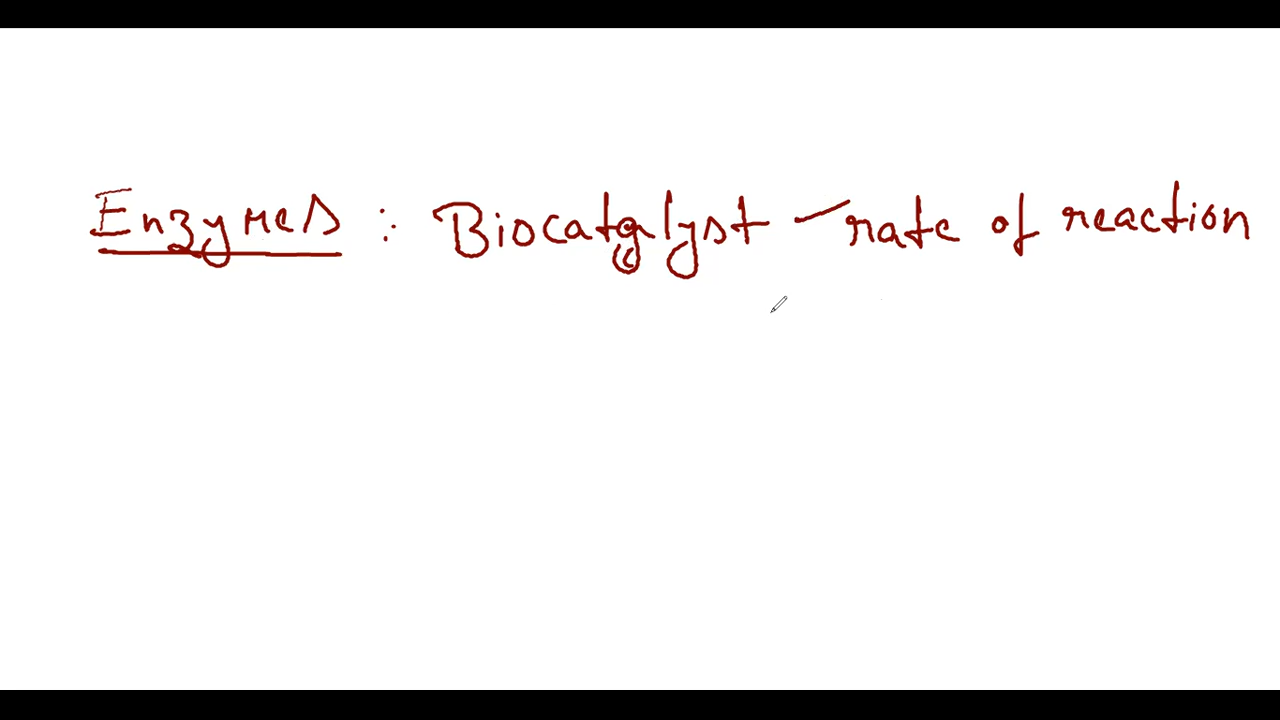 Enzymes : Biocatalyst - rate of reaction